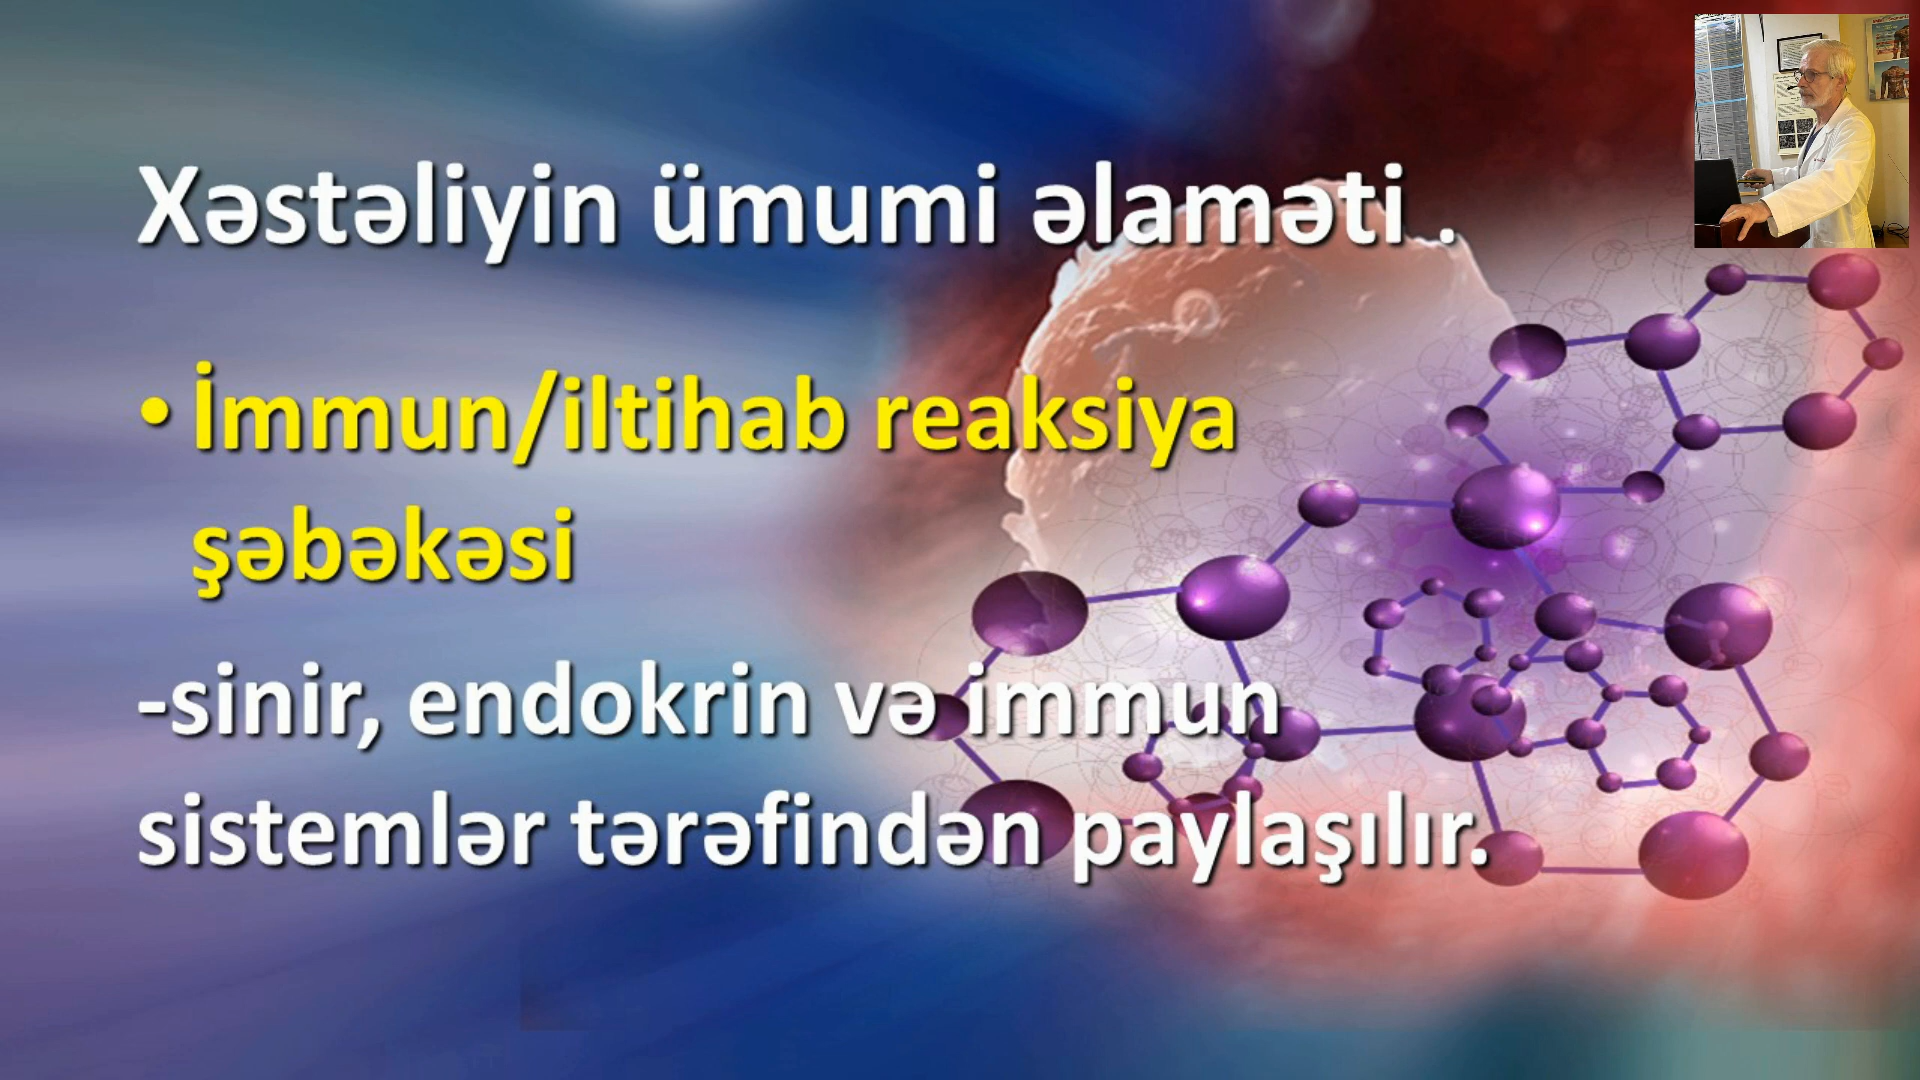 Xəstəliyin ümumi əlaməti .
• İmmun/iltihab reaksiya
şəbəkəsi
-sinir, endokrin və immun
sistemlər tərəfindən paylaşılır.